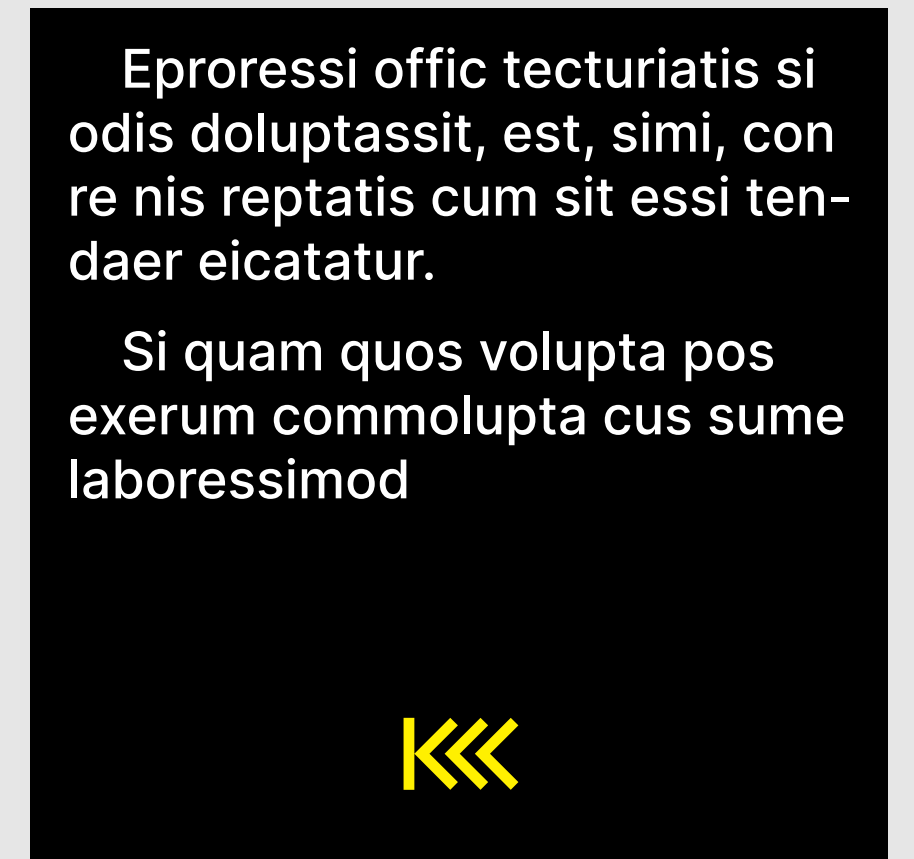 Eproressi offic tecturiatis si
odis doluptassit, est, simi, con
re nis reptatis cum sit essi ten-
daer eicatatur.
Si quam quos volupta pos
exerum commolupta cus sume
laboressimod